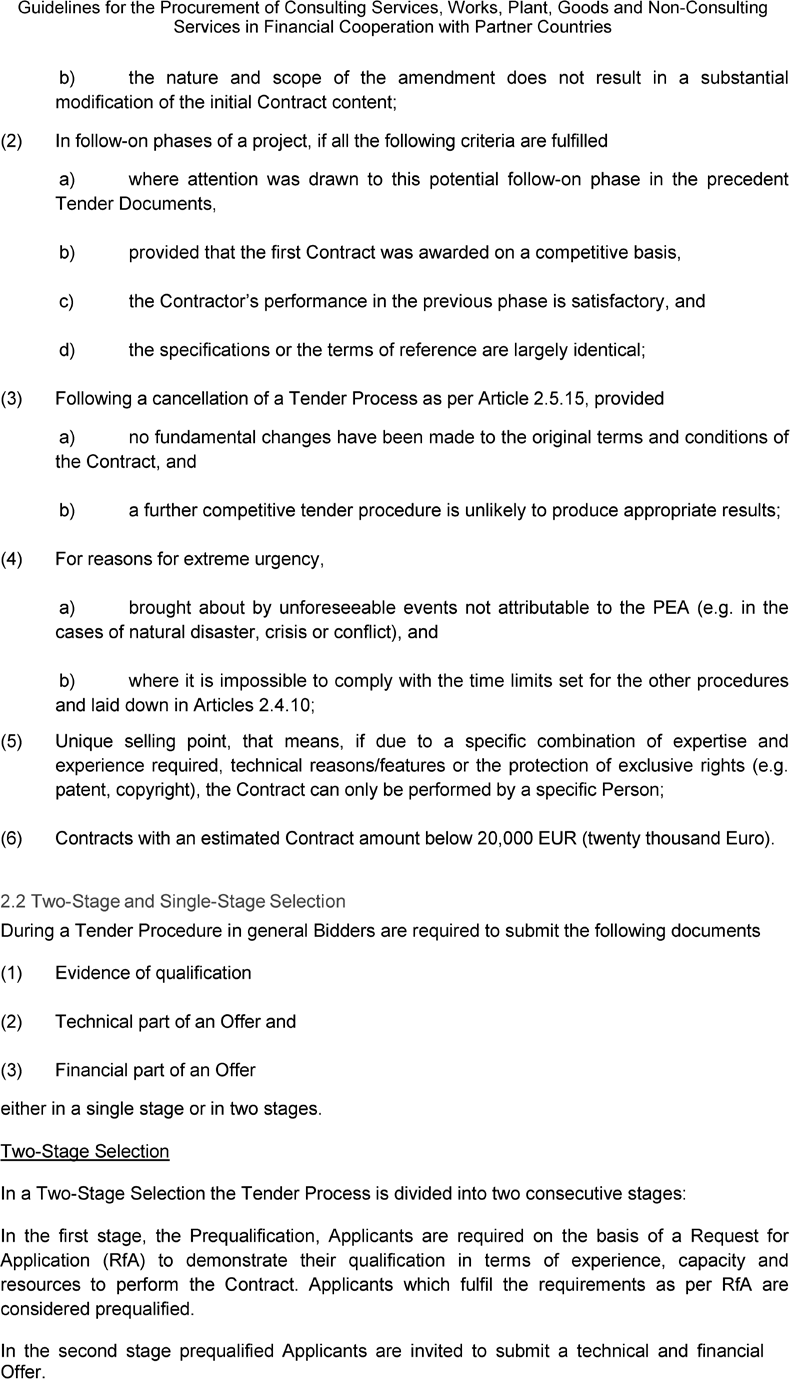 Guidelines for the Procurement of Consulting Services, Works, Plant, Goods and Non-Consulting
Services in Financial Cooperation with Partner Countries
b) the nature and scope of the amendment does not result in a substantial
modification of the initial Contract content;
(2) In follow-on phases of a project, if all the following criteria are fulfilled
a) where attention was drawn to this potential follow-on phase in the precedent
Tender Documents,
b) provided that the first Contract was awarded on a competitive basis,
c) the Contractor's performance in the previous phase is satisfactory, and
d) the specifications or the terms of reference are largely identical;
(3) Following a cancellation of a Tender Process as per Article 2.5.15, provided
a) no fundamental changes have been made to the original terms and conditions of
the Contract, and
b) a further competitive tender procedure is unlikely to produce appropriate results;
(4) For reasons for extreme urgency,
a) brought about by unforeseeable events not attributable to the PEA (e.g. in the
cases of natural disaster, crisis or conflict), and
b) where it is impossible to comply with the time limits set for the other procedures
and laid down in Articles 2.4.10;
(5) Unique selling point, that means, if due to a specific combination of expertise and
experience required, technical reasons/features or the protection of exclusive rights (e.g.
patent, copyright), the Contract can only be performed by a specific Person;
(6) Contracts with an estimated Contract amount below 20,000 EUR (twenty thousand Euro).
2.2 Two-Stage and Single-Stage Selection
During a Tender Procedure in general Bidders are required to submit the following documents
(1) Evidence of qualification
(2) Technical part of an Offer and
(3) Financial part of an Offer
either in a single stage or in two stages.
Two-Stage Selection
In a Two-Stage Selection the Tender Process is divided into two consecutive stages:
In the first stage, the Prequalification, Applicants are required on the basis of a Request for
Application (RfA) to demonstrate their qualification in terms of experience, capacity and
resources to perform the Contract. Applicants which fulfil the requirements as per RfA are
considered prequalified.
In the second stage prequalified Applicants are invited to submit a technical and financial
Offer.